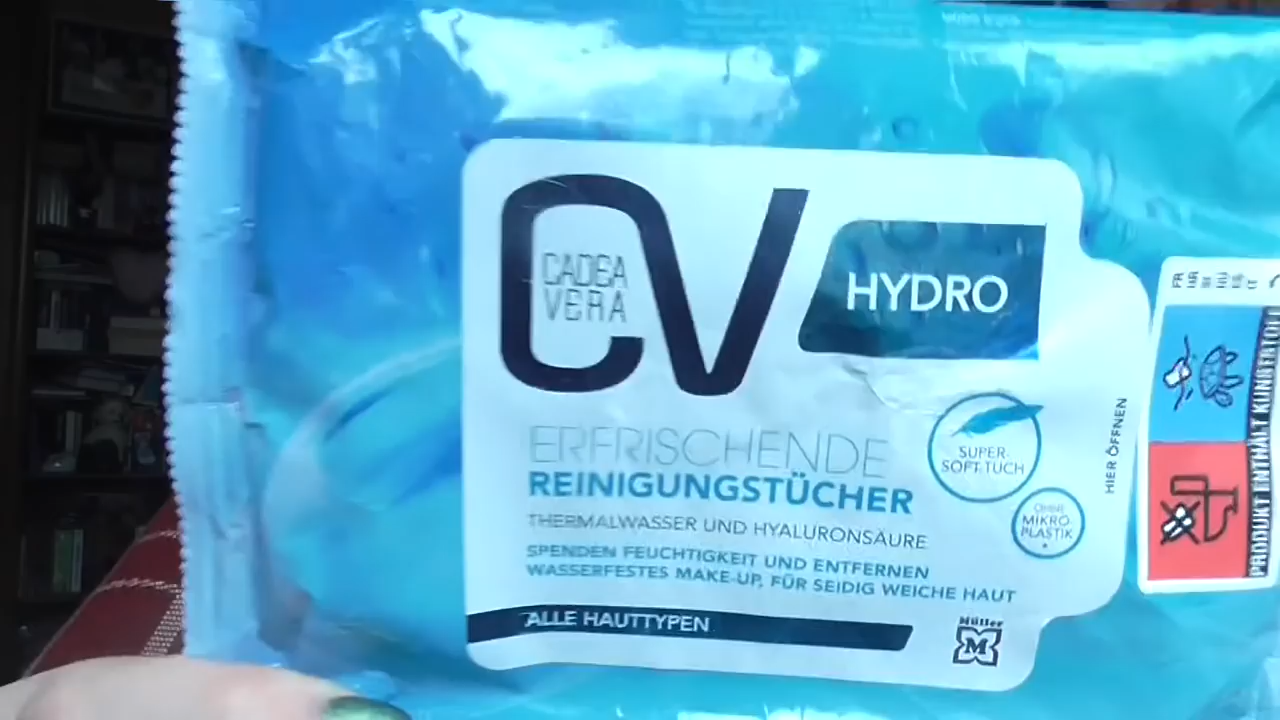 CV
CADEA
VERA
HYDRO
ERFRISCHENDE
REINIGUNGSTÜCHER
THERMALWASSER UND HYALURONSÄURE
SPENDEN FEUCHTIGKEIT UND ENTFERNEN
WASSERFESTES MAKE-UP, FÜR SEIDIG WEICHE HAUT
ALLE HAUTTYPEN
SUPER-
SOFT-TUCH
OHNE
MIKRO-
PLASTIK
HIER ÖFFNEN
Müller
M
PRODUKT ENTHÄLT KUNSTSTOFF